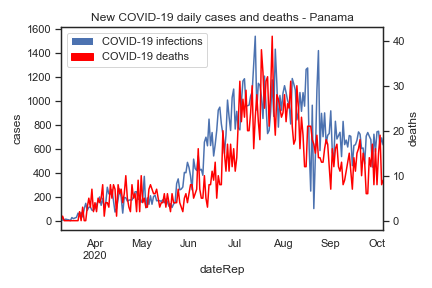 New COVID-19 daily cases and deaths - Panama
COVID-19 infections
COVID-19 deaths
1600
1400
1200
1000
800
600
400
200
0
cases
40
30
20
10
0
deaths
Apr
2020
May
Jun
Jul
Aug
Sep
Oct
dateRep